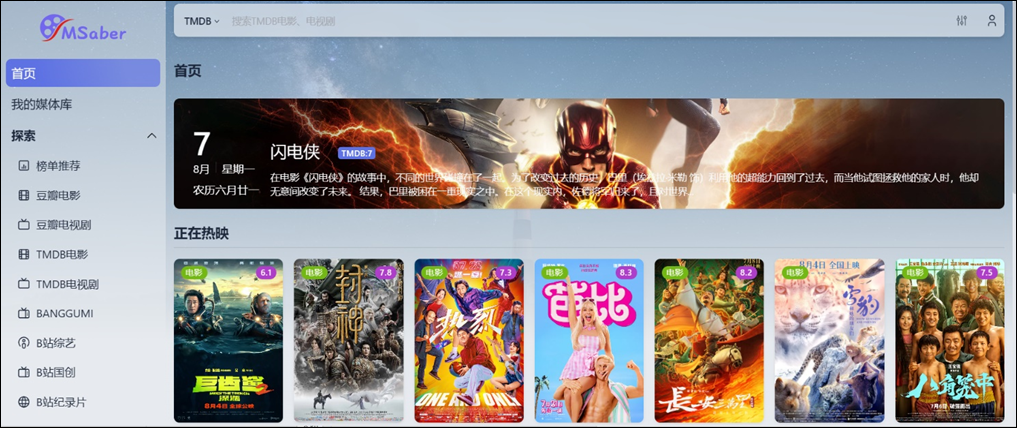 MSaber
TMDB
搜索TMDB电影、电视剧
首页
我的媒体库
探索
榜单推荐
豆瓣电影
豆瓣电视剧
TMDB电影
TMDB电视剧
BANGGUMI
B站综艺
B站国创
B站纪录片
首页
7
8月 星期一
农历六月廿一
闪电侠
TMDB:7
在电影《闪电侠》的故事中，不同的世界碰撞在了一起。为了改变过去的历史，巴里（埃兹拉·米勒 饰）利用他的超能力回到了过去，而当他试图拯救他的家人时，他却
无意间改变了未来。 结果，巴里被困在一重现实之中。在这个现实内，佐德将军归来了，且对世界...
正在热映
电影 6.1
巨齿鲨2
深渊
8月4日
电影 7.8
封神
电影 7.3
热烈
ONE AND ONLY
电影 8.3
芭比
电影 8.2
长安三万里
电影
8月4日 全国上映
雪豹
电影 7.5
八角笼中